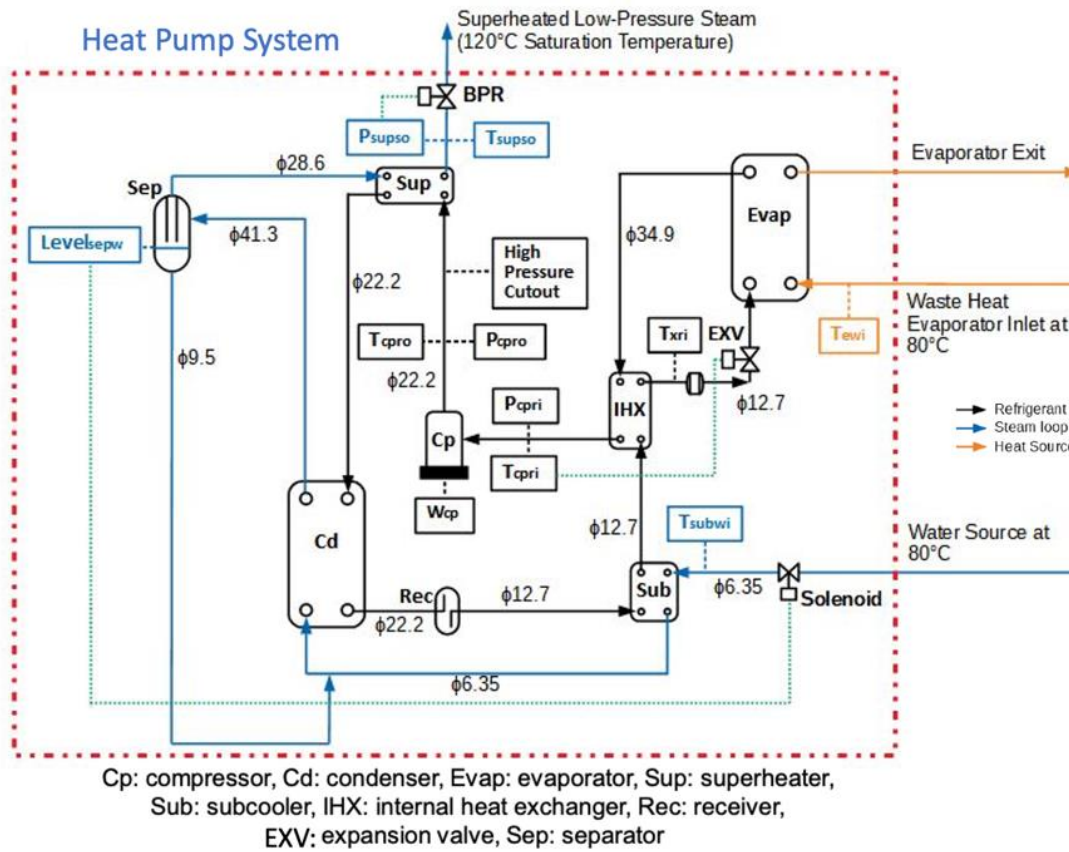 Heat Pump System
Superheated Low-Pressure Steam
(120°C Saturation Temperature)
BPR
Psupso
Tsupso
ϕ28.6
Sep
Sup
Evaporator Exit
Evap
Levelsepw
ϕ41.3
ϕ34.9
High
Pressure
Cutout
ϕ22.2
Waste Heat
Evaporator Inlet at
80°C
Txri
EXV
Tewi
Tcpro
Pcpro
ϕ9.5
ϕ22.2
Pcpri
IHX
ϕ12.7
Refrigerant
Steam loop
Heat Source
Cp
Tcpri
Wcp
Cd
ϕ12.7
Tsubwi
Water Source at
80°C
Rec
ϕ12.7
Sub
ϕ6.35
Solenoid
ϕ22.2
ϕ6.35
Cp: compressor, Cd: condenser, Evap: evaporator, Sup: superheater,
Sub: subcooler, IHX: internal heat exchanger, Rec: receiver,
EXV: expansion valve, Sep: separator